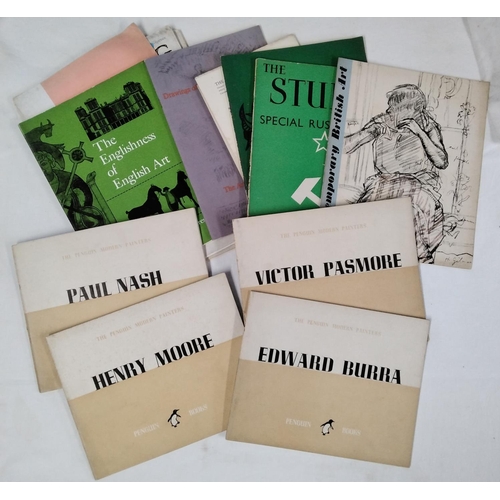 The
Englishness
of
English Art
Drawings
THE
STU
SPECIAL RUS
temporary British Art
THE PENGUIN MODERN PAINTERS
PAUL NASH
THE PENGUIN MODERN PAINTERS
VICTOR PASMORE
THE PENGUIN MODERN PAINTERS
HENRY MOORE
PENGUIN BOOKS
THE PENGUIN MODERN PAINTERS
EDWARD BURRA
PENGUIN BOOKS